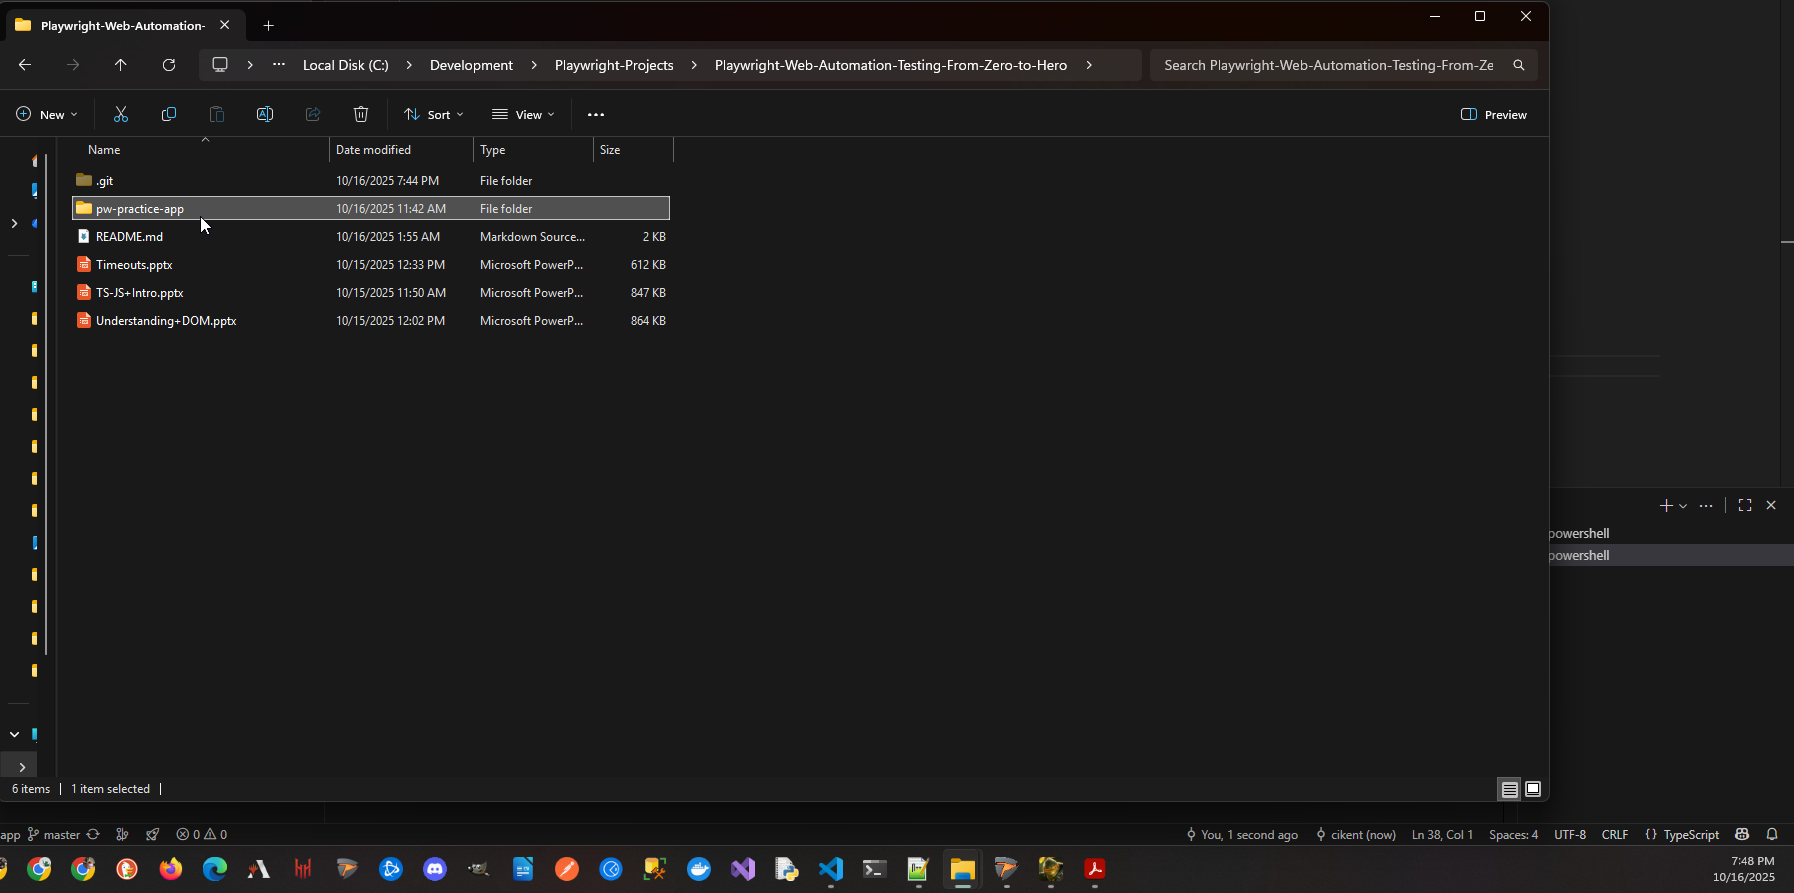 Playwright-Web-Automation-
Local Disk (C:) Development Playwright-Projects Playwright-Web-Automation-Testing-From-Zero-to-Hero Search Playwright-Web-Automation-Testing-From-Ze
New Sort View Preview
Name Date modified Type Size
.git 10/16/2025 7:44 PM File folder
pw-practice-app 10/16/2025 11:42 AM File folder
README.md 10/16/2025 1:55 AM Markdown Source... 2 KB
Timeouts.pptx 10/15/2025 12:33 PM Microsoft PowerP... 612 KB
TS-JS+Intro.pptx 10/15/2025 11:50 AM Microsoft PowerP... 847 KB
Understanding+DOM.pptx 10/15/2025 12:02 PM Microsoft PowerP... 864 KB
powershell
powershell
6 items 1 item selected
app master 0 0 You, 1 second ago cikent (now) Ln 38, Col 1 Spaces: 4 UTF-8 CRLF {} TypeScript
7:48 PM
10/16/2025